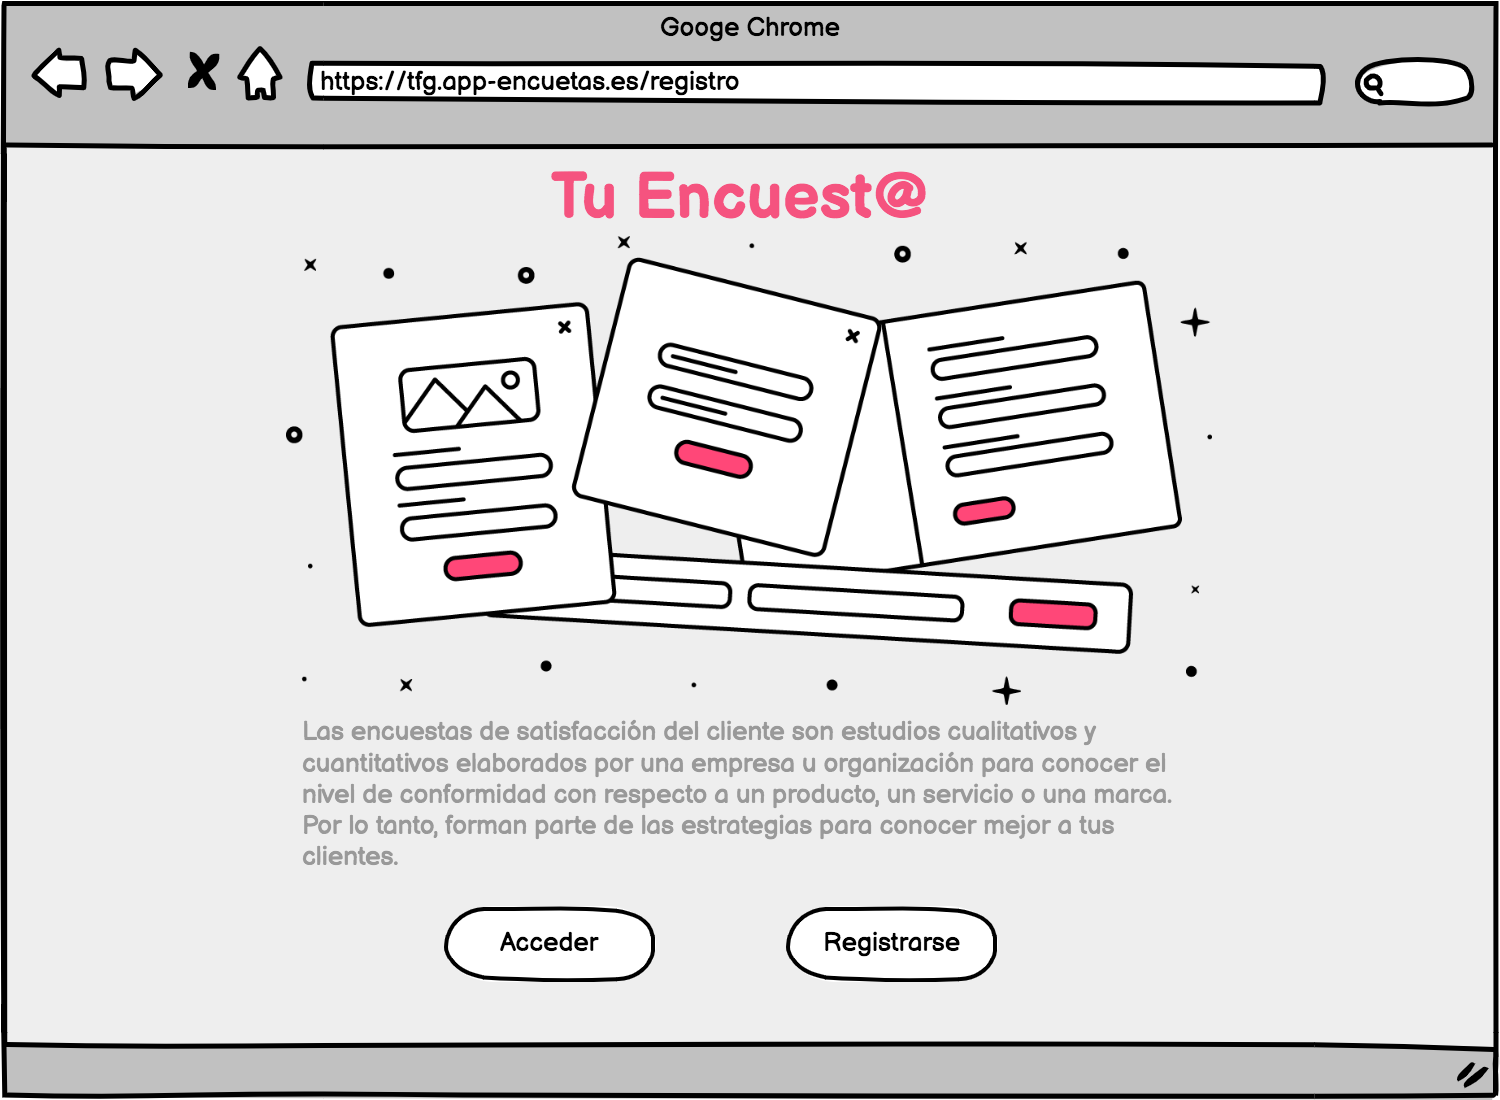 Googe Chrome
https://tfg.app-encuetas.es/registro
Tu Encuest@
Las encuestas de satisfacción del cliente son estudios cualitativos y
cuantitativos elaborados por una empresa u organización para conocer el
nivel de conformidad con respecto a un producto, un servicio o una marca.
Por lo tanto, forman parte de las estrategias para conocer mejor a tus
clientes.
Acceder
Registrarse